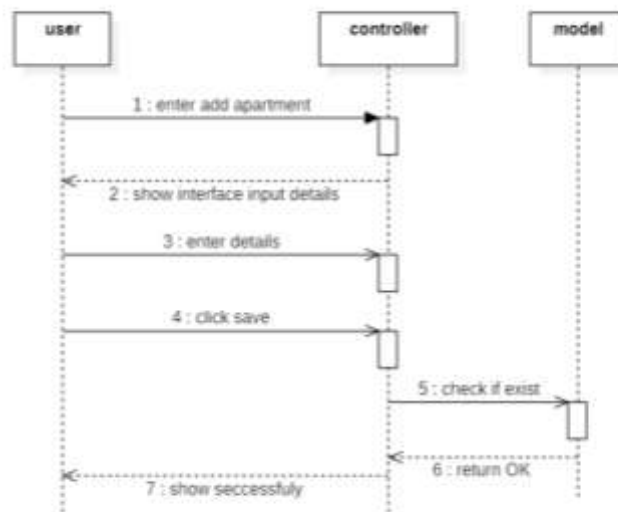 user controller model
1 : enter add apartment
2 : show interface input details
3 : enter details
4 : click save
5 : check if exist
6 : return OK
7 : show seccessfuly